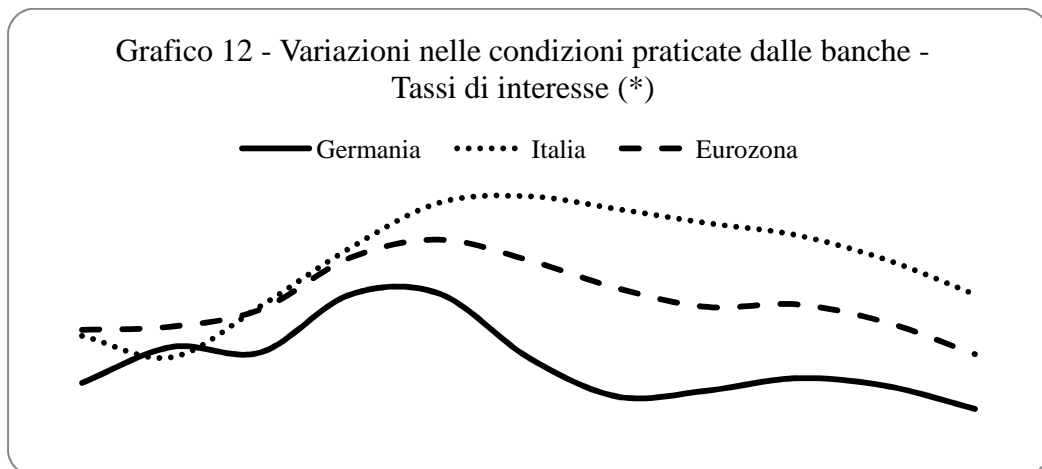 Grafico 12 - Variazioni nelle condizioni praticate dalle banche -
Tassi di interesse (*)
Germania Italia Eurozona